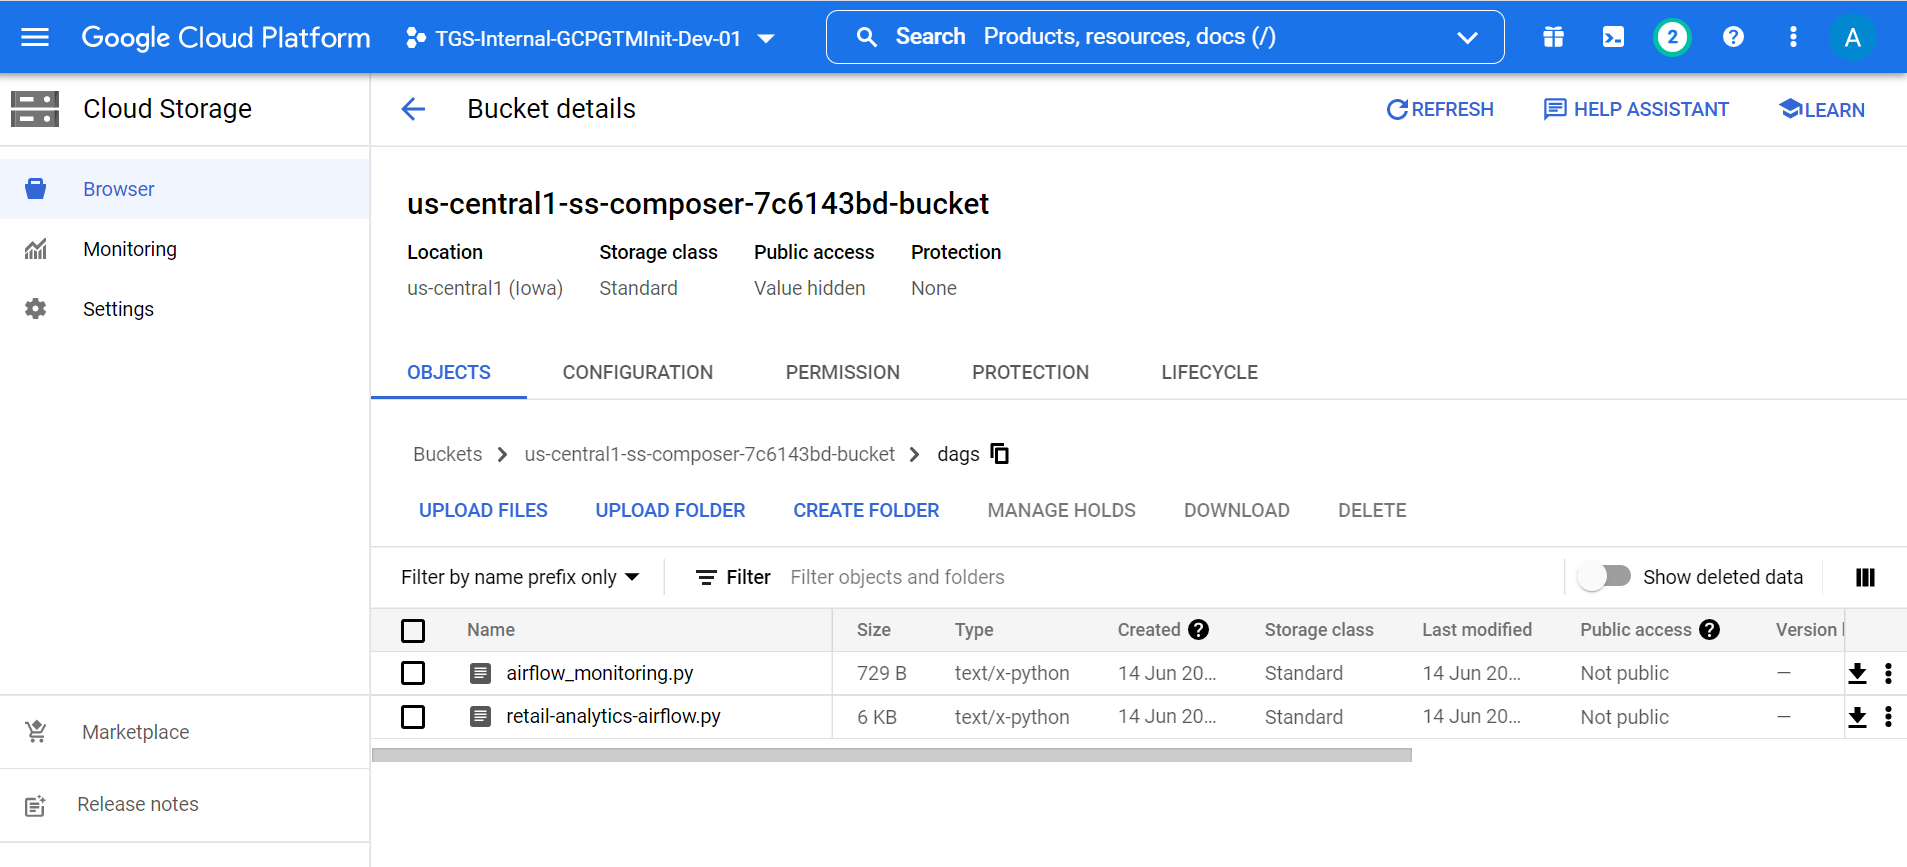 Google Cloud Platform TGS-Internal-GCPGTMInit-Dev-01 Search Products, resources, docs (/) 2 ? A
Cloud Storage
Bucket details REFRESH HELP ASSISTANT LEARN
Browser
Monitoring
Settings
Marketplace
Release notes
us-central1-ss-composer-7c6143bd-bucket
Location Storage class Public access Protection
us-central1 (Iowa) Standard Value hidden None
OBJECTS CONFIGURATION PERMISSION PROTECTION LIFECYCLE
Buckets > us-central1-ss-composer-7c6143bd-bucket > dags
UPLOAD FILES UPLOAD FOLDER CREATE FOLDER MANAGE HOLDS DOWNLOAD DELETE
Filter by name prefix only Filter Filter objects and folders Show deleted data
Name Size Type Created ? Storage class Last modified Public access ? Version
airflow_monitoring.py 729 B text/x-python 14 Jun 20... Standard 14 Jun 20... Not public —
retail-analytics-airflow.py 6 KB text/x-python 14 Jun 20... Standard 14 Jun 20... Not public —